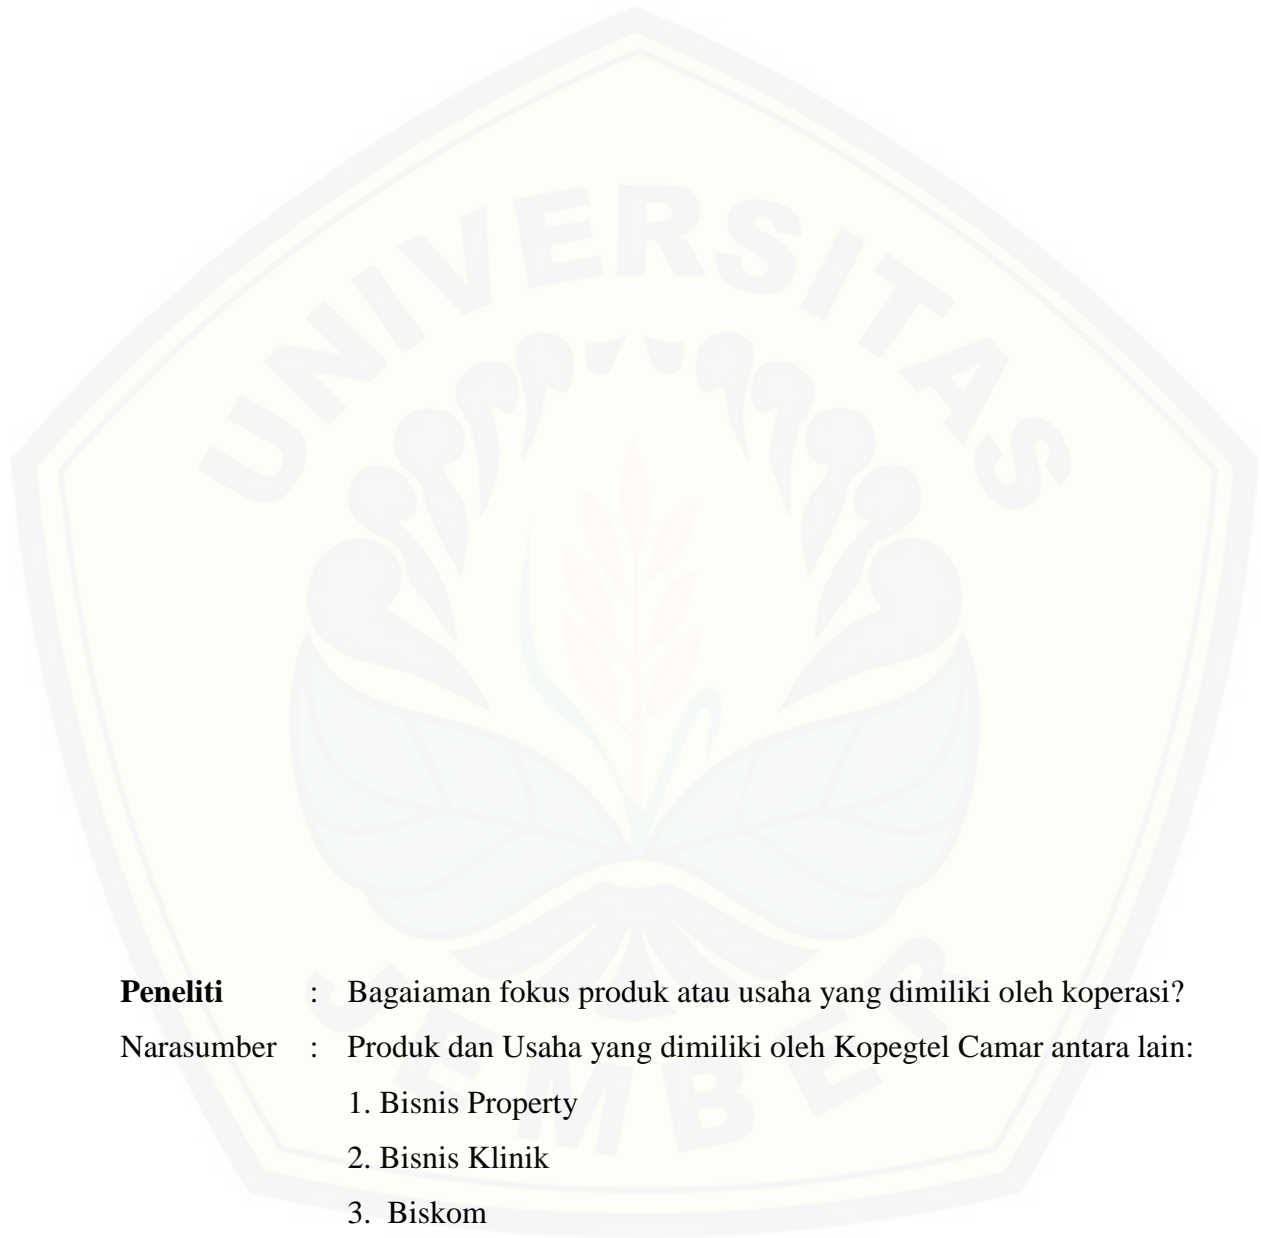 UNIVERSITAS
JEMBER
Peneliti : Bagaiaman fokus produk atau usaha yang dimiliki oleh koperasi?
Narasumber : Produk dan Usaha yang dimiliki oleh Kopegtel Camar antara lain:
1. Bisnis Property
2. Bisnis Klinik
3. Biskom